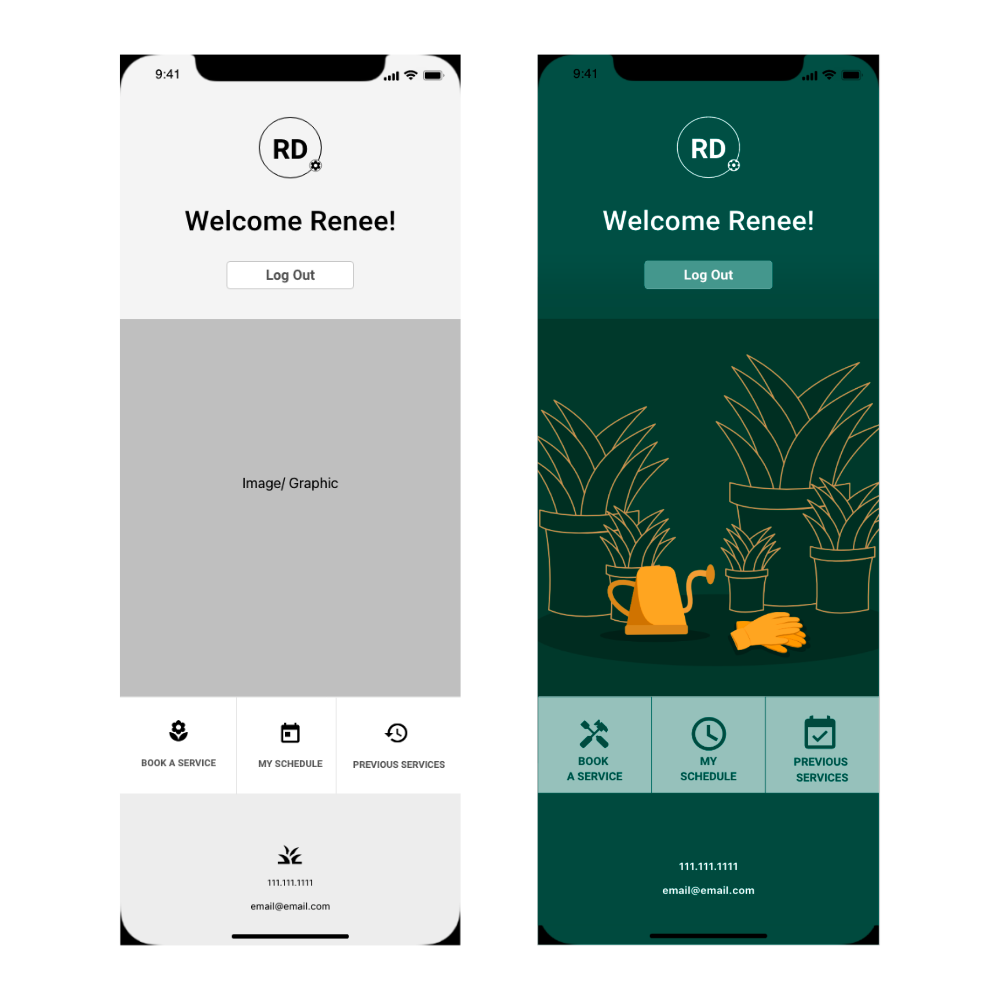 9:41
RD
Welcome Renee!
Log Out
Image/ Graphic
BOOK A SERVICE
MY SCHEDULE
PREVIOUS SERVICES
111.111.1111
email@email.com
9:41
RD
Welcome Renee!
Log Out
BOOK
A SERVICE
MY
SCHEDULE
PREVIOUS
SERVICES
111.111.1111
email@email.com